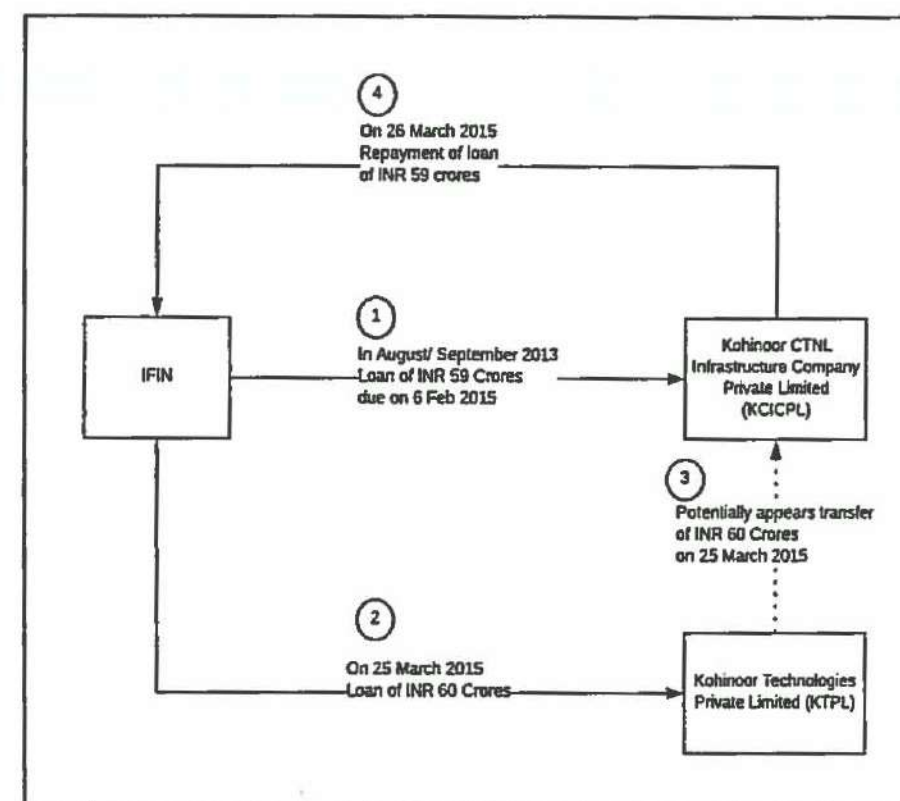 4
On 26 March 2015
Repayment of loan
of INR 59 crores
IFIN
1
In August/ September 2013
Loan of INR 59 Crores
due on 6 Feb 2015
Kohinoor CTNL
Infrastructure Company
Private Limited
(KCICPL)
3
Potentially appears transfer
of INR 60 Crores
on 25 March 2015
2
On 25 March 2015
Loan of INR 60 Crores
Kohinoor Technologies
Private Limited (KTPL)